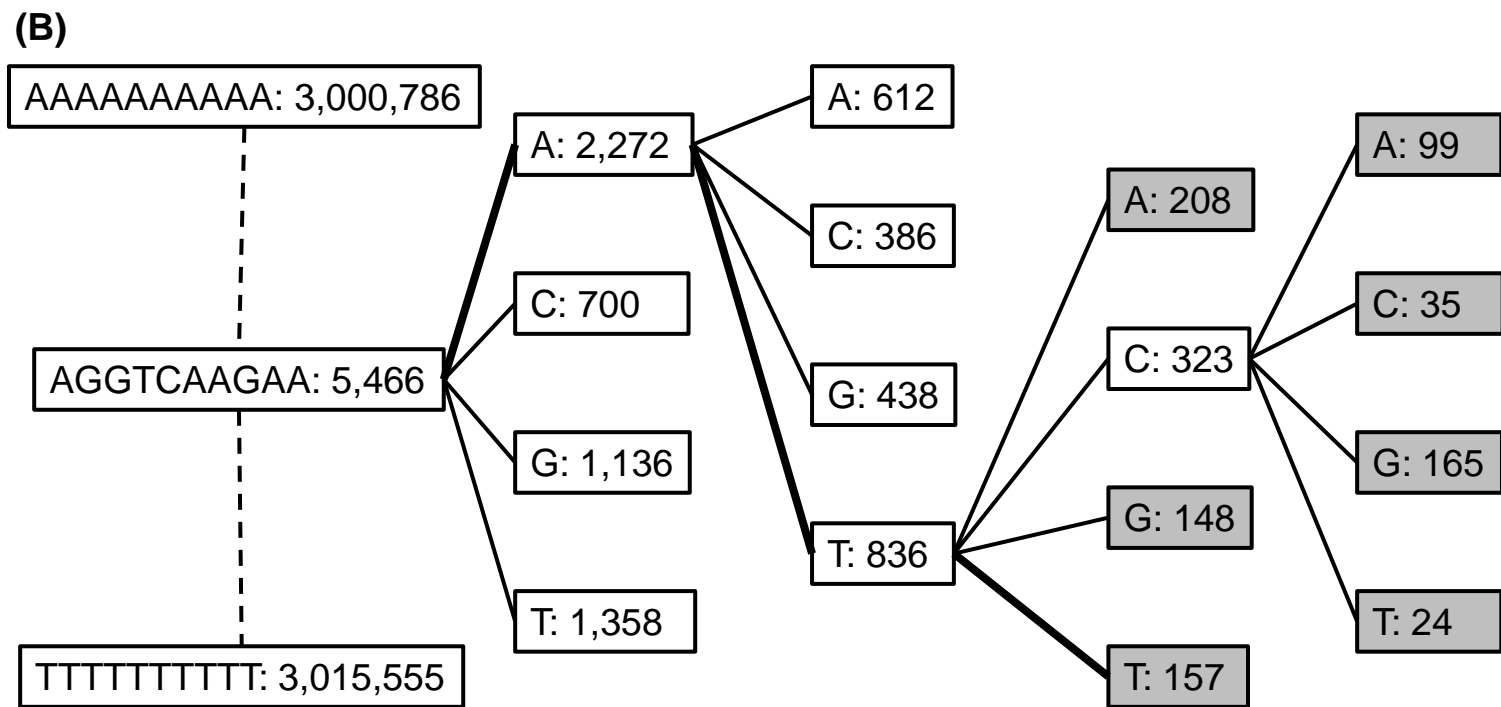 (B)
AAAAAAAAAA: 3,000,786
AGGTCAAGAA: 5,466
TTTTTTTTTT: 3,015,555
A: 2,272
C: 700
G: 1,136
T: 1,358
A: 612
C: 386
G: 438
T: 836
A: 208
C: 323
G: 148
T: 157
A: 99
C: 35
G: 165
T: 24